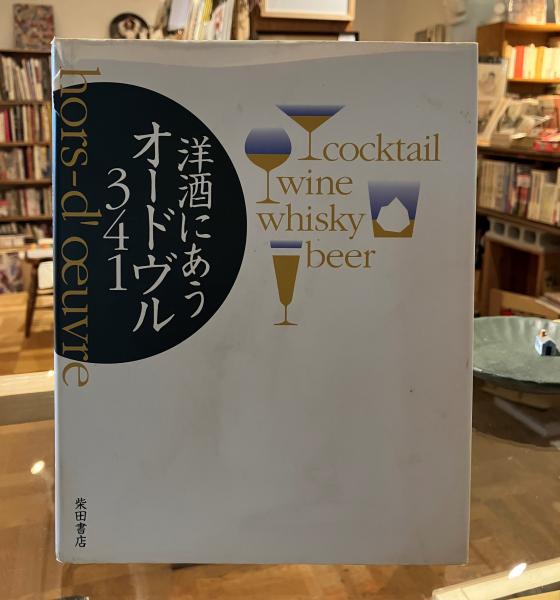 hors-d'œuvre
洋酒にあう
オードヴル
341
cocktail
wine
whisky
beer
柴田書店